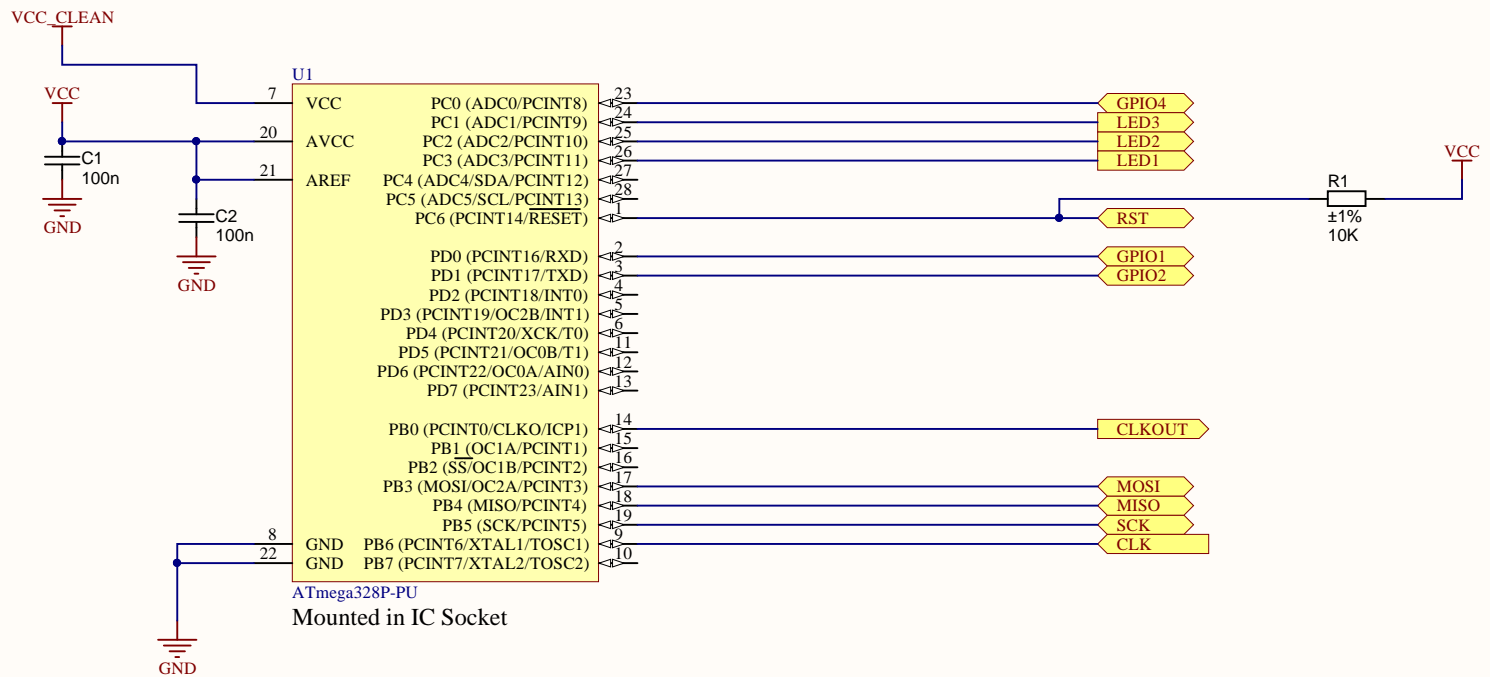 VCC_CLEAN
VCC
C1
100n
GND
C2
100n
GND
U1
7 VCC PC0 (ADC0/PCINT8) 23 GPIO4
PC1 (ADC1/PCINT9) 24 LED3
20 AVCC PC2 (ADC2/PCINT10) 25 LED2
PC3 (ADC3/PCINT11) 26 LED1
21 AREF PC4 (ADC4/SDA/PCINT12) 27
PC5 (ADC5/SCL/PCINT13) 28
PC6 (PCINT14/RESET) 1 RST
VCC
R1
±1%
10K
PD0 (PCINT16/RXD) 2 GPIO1
PD1 (PCINT17/TXD) 3 GPIO2
PD2 (PCINT18/INT0) 4
PD3 (PCINT19/OC2B/INT1) 5
PD4 (PCINT20/XCK/T0) 6
PD5 (PCINT21/OC0B/T1) 11
PD6 (PCINT22/OC0A/AIN0) 12
PD7 (PCINT23/AIN1) 13
PB0 (PCINT0/CLKO/ICP1) 14 CLKOUT
PB1 (OC1A/PCINT1) 15
PB2 (SS/OC1B/PCINT2) 16
PB3 (MOSI/OC2A/PCINT3) 17 MOSI
PB4 (MISO/PCINT4) 18 MISO
PB5 (SCK/PCINT5) 19 SCK
8 GND PB6 (PCINT6/XTAL1/TOSC1) 9 CLK
22 GND PB7 (PCINT7/XTAL2/TOSC2) 10
ATmega328P-PU
Mounted in IC Socket
GND